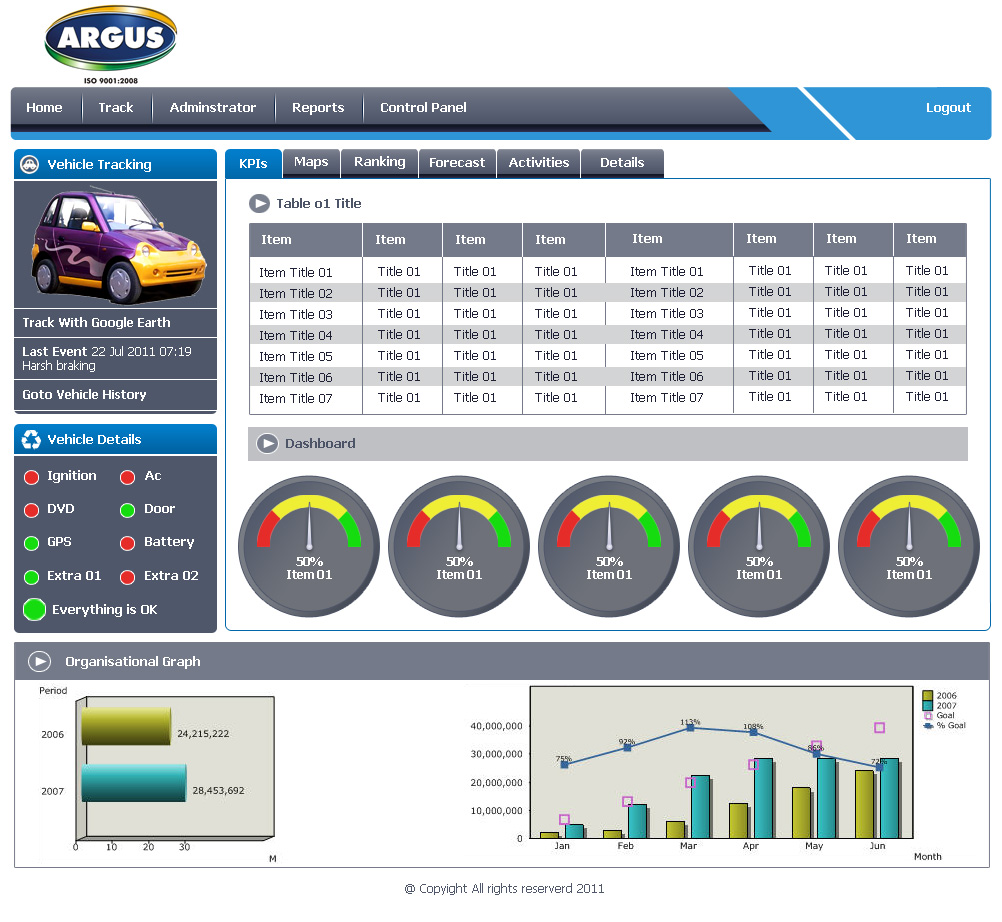 ARGUS
ISO 9001:2008
Home Track Adminstrator Reports Control Panel Logout
Vehicle Tracking
Track With Google Earth
Last Event 22 Jul 2011 07:19
Harsh braking
Goto Vehicle History
Vehicle Details
Ignition Ac
DVD Door
GPS Battery
Extra 01 Extra 02
Everything is OK
KPIs Maps Ranking Forecast Activities Details
Table o1 Title
Item Item Item Item Item Item Item Item
Item Title 01 Title 01 Title 01 Title 01 Item Title 01 Title 01 Title 01 Title 01
Item Title 02 Title 01 Title 01 Title 01 Item Title 02 Title 01 Title 01 Title 01
Item Title 03 Title 01 Title 01 Title 01 Item Title 03 Title 01 Title 01 Title 01
Item Title 04 Title 01 Title 01 Title 01 Item Title 04 Title 01 Title 01 Title 01
Item Title 05 Title 01 Title 01 Title 01 Item Title 05 Title 01 Title 01 Title 01
Item Title 06 Title 01 Title 01 Title 01 Item Title 06 Title 01 Title 01 Title 01
Item Title 07 Title 01 Title 01 Title 01 Item Title 07 Title 01 Title 01 Title 01
Dashboard
50% 50% 50% 50% 50%
Item 01 Item 01 Item 01 Item 01 Item 01
Organisational Graph
Period
2006 24,215,222
2007 28,453,692
0 10 20 30
M
2006
2007
Goal
% Goal
40,000,000
30,000,000
20,000,000
10,000,000
0
75% 92% 113% 108% 86% 72%
Jan Feb Mar Apr May Jun
Month
@ Copyight All rights reserverd 2011